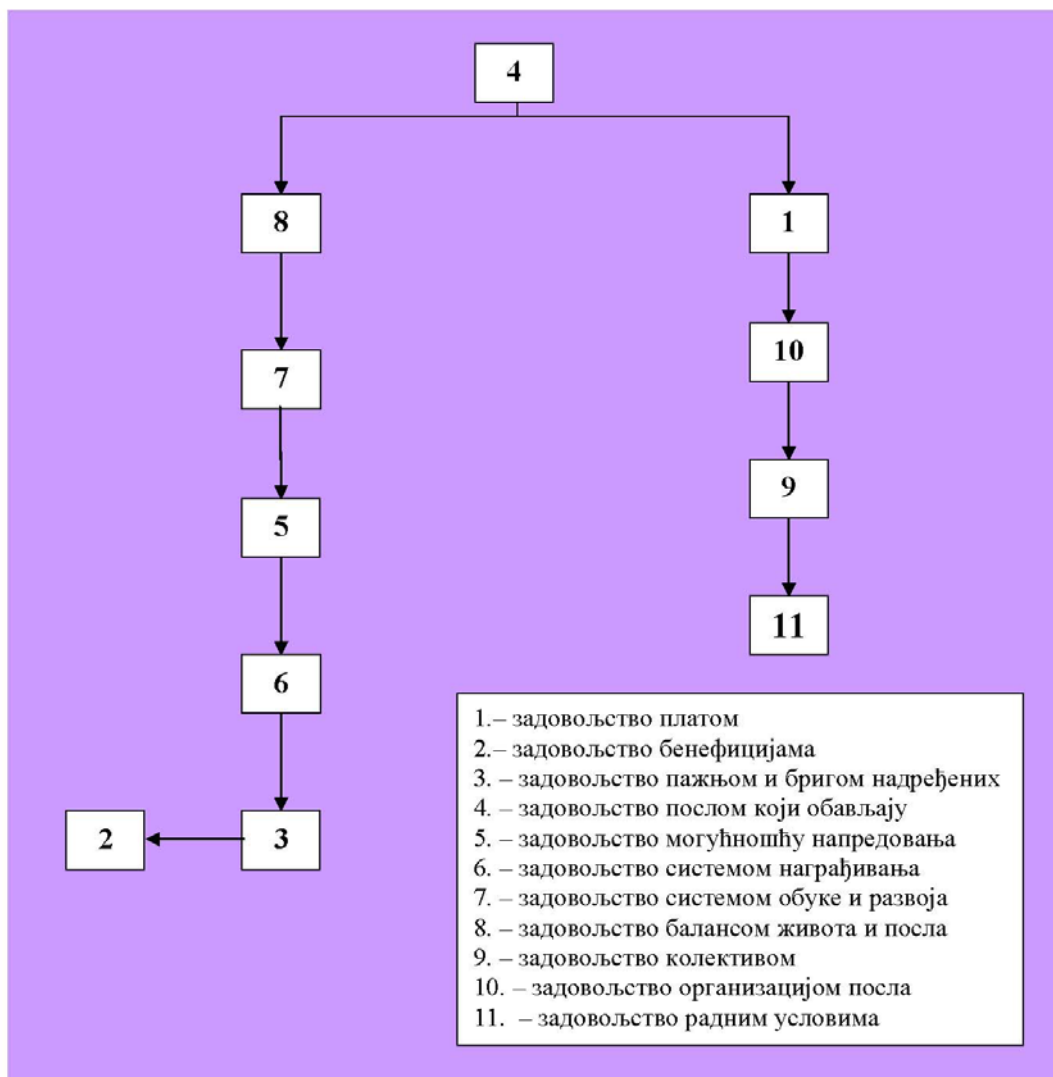 4
8
1
7
10
5
9
6
11
2
3
1.– задовољство платом
2.– задовољство бенефицијама
3. – задовољство пажњом и бригом надређених
4. – задовољство послом који обављају
5. – задовољство могућношћу напредовања
6. – задовољство системом награђивања
7. – задовољство системом обуке и развоја
8. – задовољство балансом живота и посла
9. – задовољство колективом
10. – задовољство организацијом посла
11. – задовољство радним условима